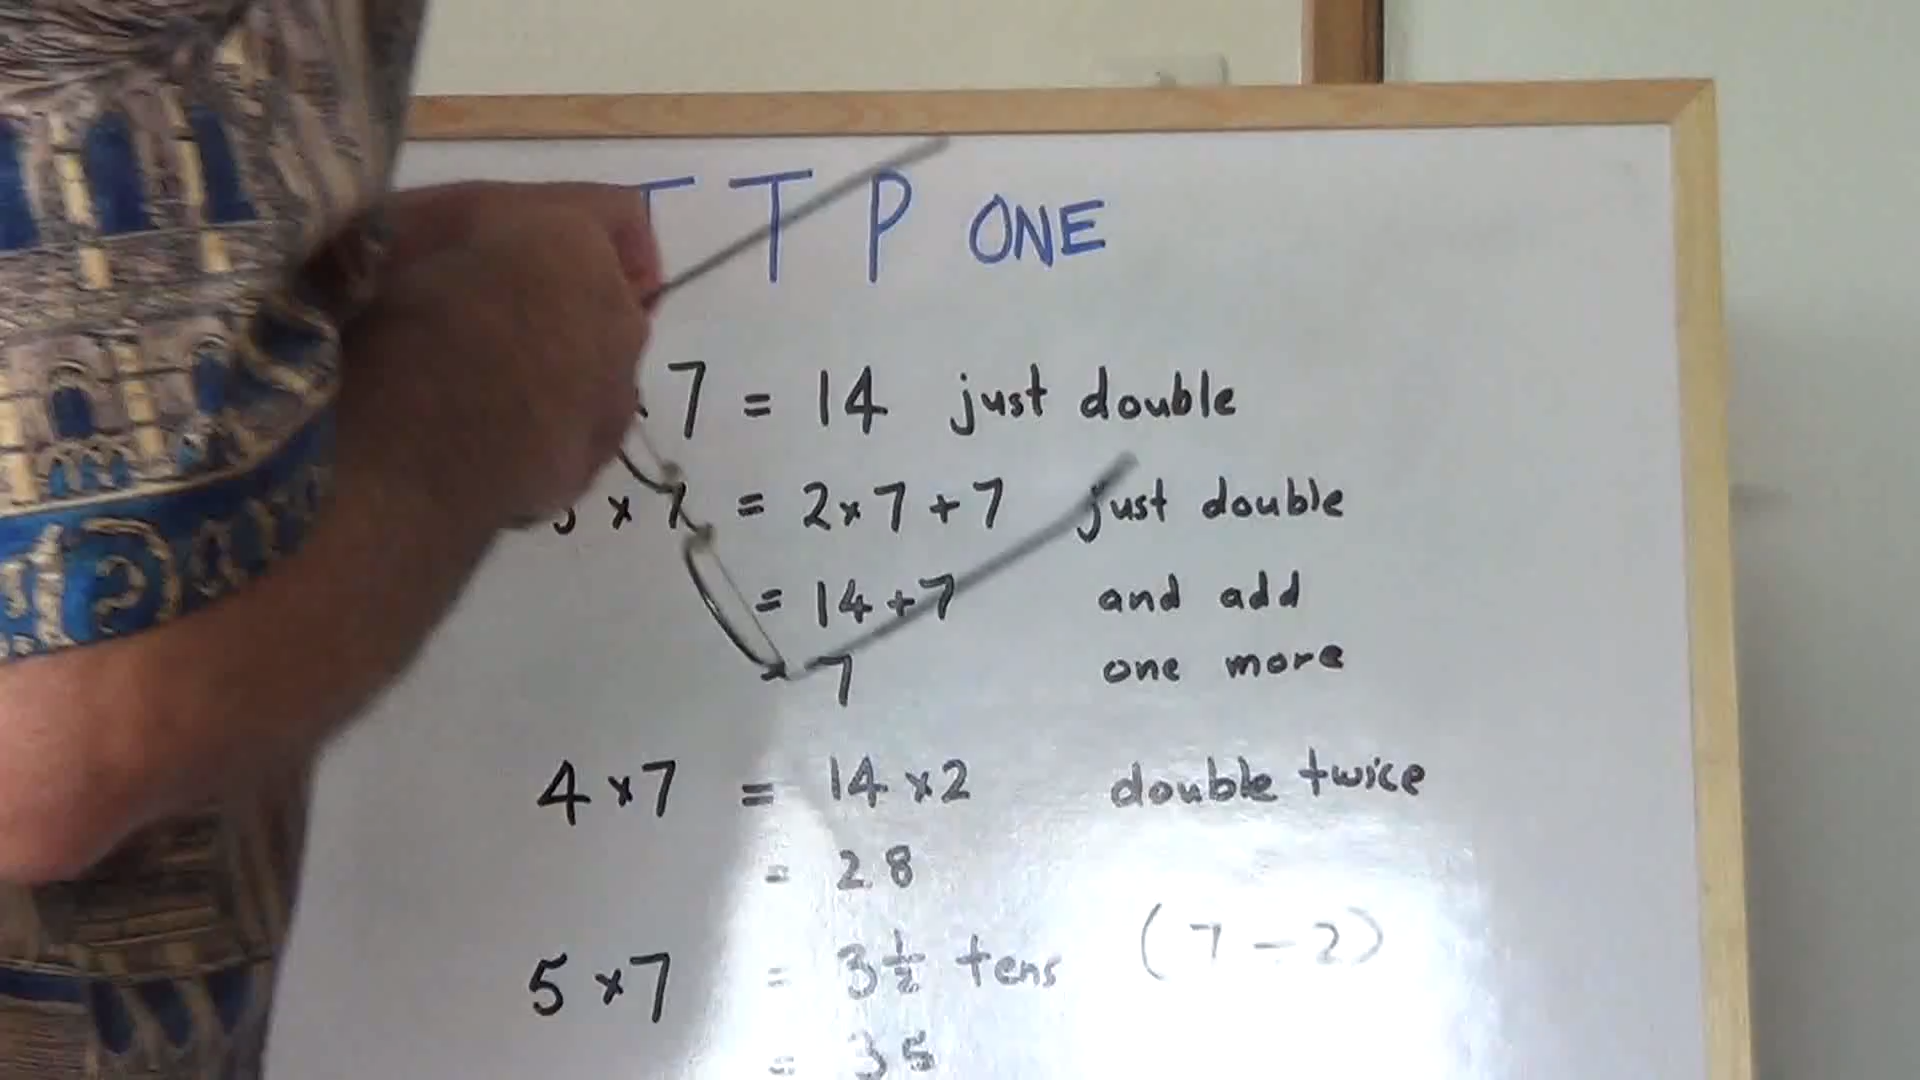 T T P ONE
7 = 14 just double
x 7 = 2x7+7 just double
= 14+7 and add
7 one more
4 x 7 = 14 x 2 double twice
= 28
5 x 7 = 3½ tens (7 – 2)
= 35